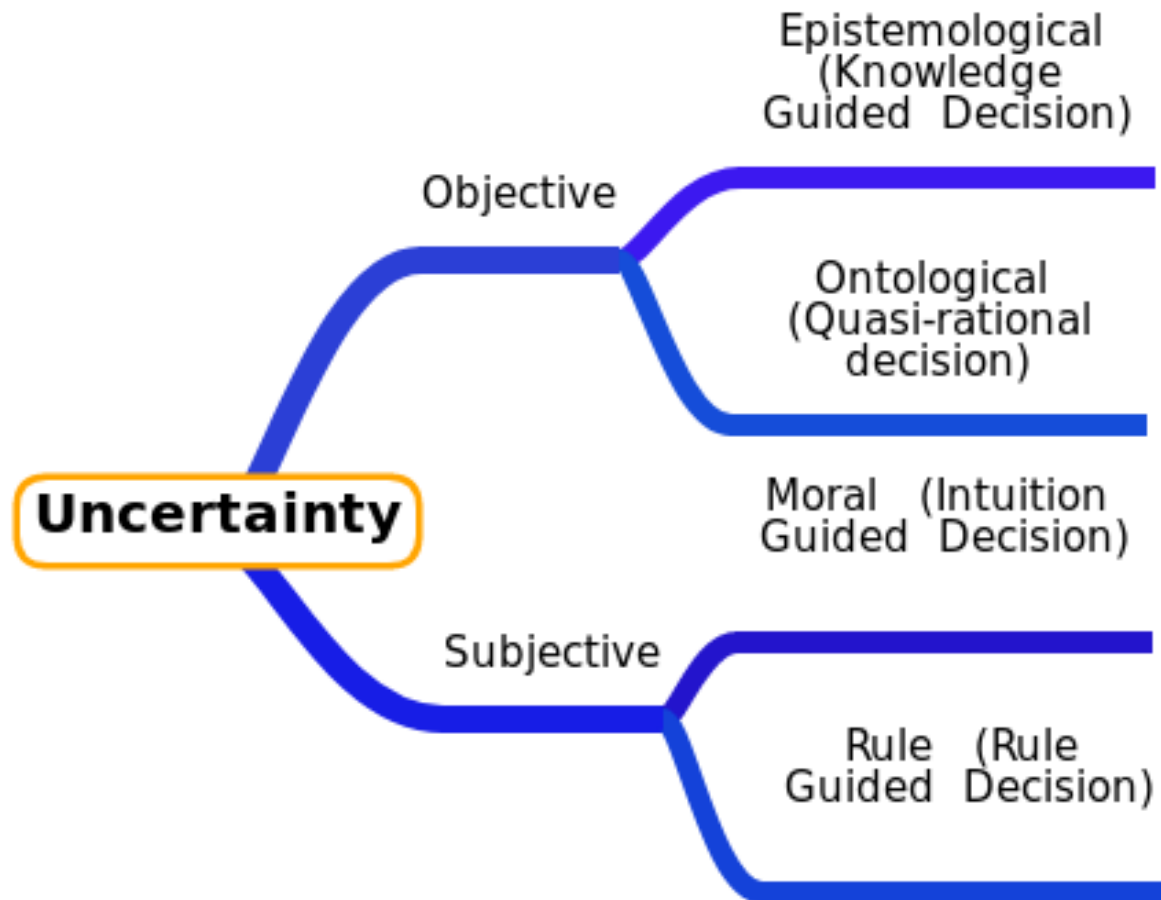 Epistemological
(Knowledge
Guided Decision)
Objective
Ontological
(Quasi-rational
decision)
Uncertainty
Moral (Intuition
Guided Decision)
Subjective
Rule (Rule
Guided Decision)